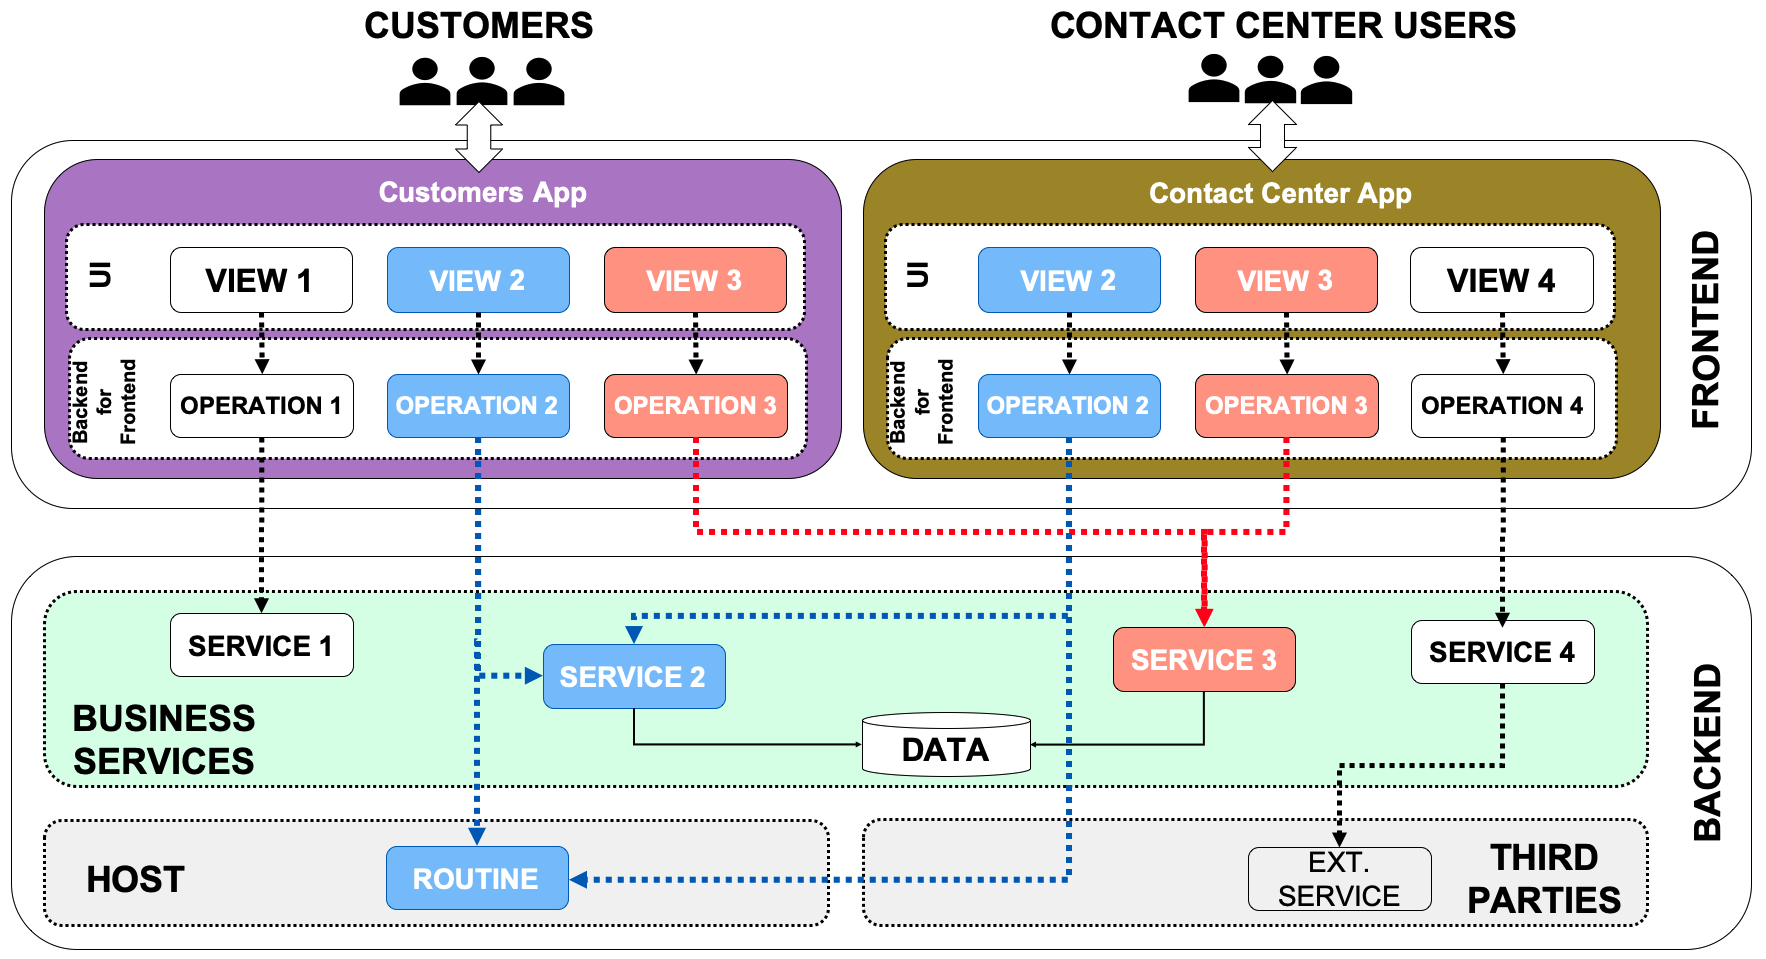 CUSTOMERS
CONTACT CENTER USERS
Customers App
UI
VIEW 1
VIEW 2
VIEW 3
Backend
for
Frontend
OPERATION 1
OPERATION 2
OPERATION 3
Contact Center App
UI
VIEW 2
VIEW 3
VIEW 4
Backend
for
Frontend
OPERATION 2
OPERATION 3
OPERATION 4
FRONTEND
SERVICE 1
SERVICE 2
SERVICE 3
SERVICE 4
BUSINESS
SERVICES
DATA
BACKEND
HOST
ROUTINE
EXT.
SERVICE
THIRD
PARTIES